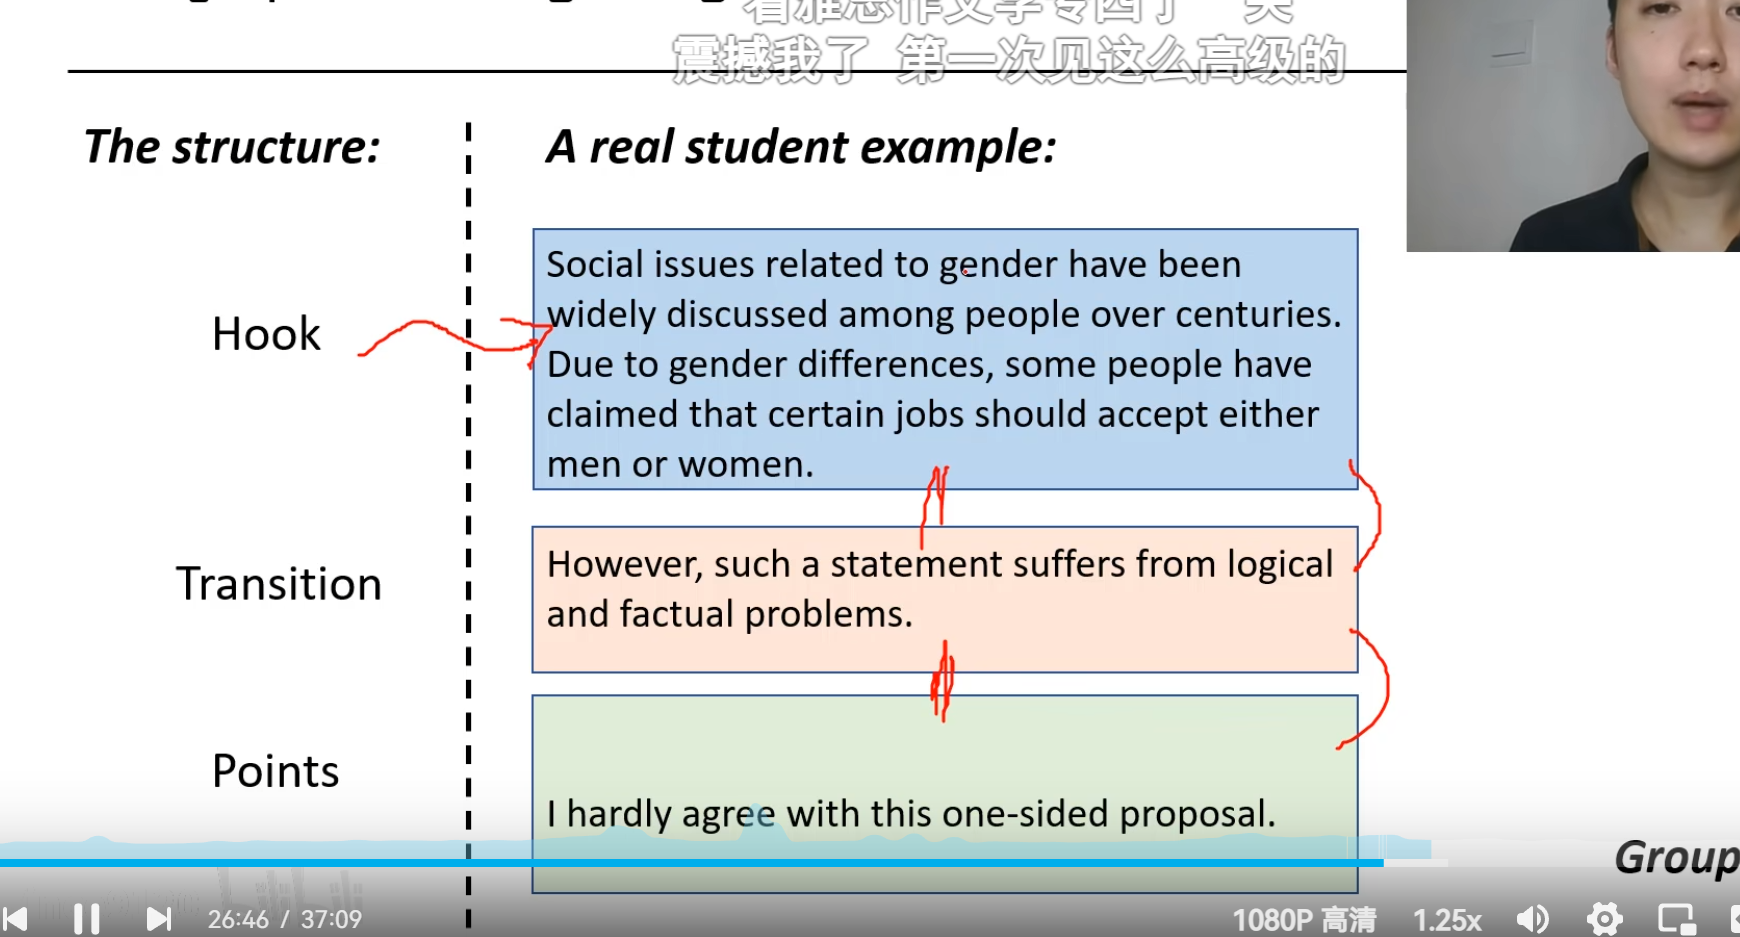 震撼我了 第一次见这么高级的
The structure:
A real student example:
Hook
Social issues related to gender have been
widely discussed among people over centuries.
Due to gender differences, some people have
claimed that certain jobs should accept either
men or women.
Transition
However, such a statement suffers from logical
and factual problems.
Points
I hardly agree with this one-sided proposal.
Group
26:46 / 37:09
1080P 高清
1.25x